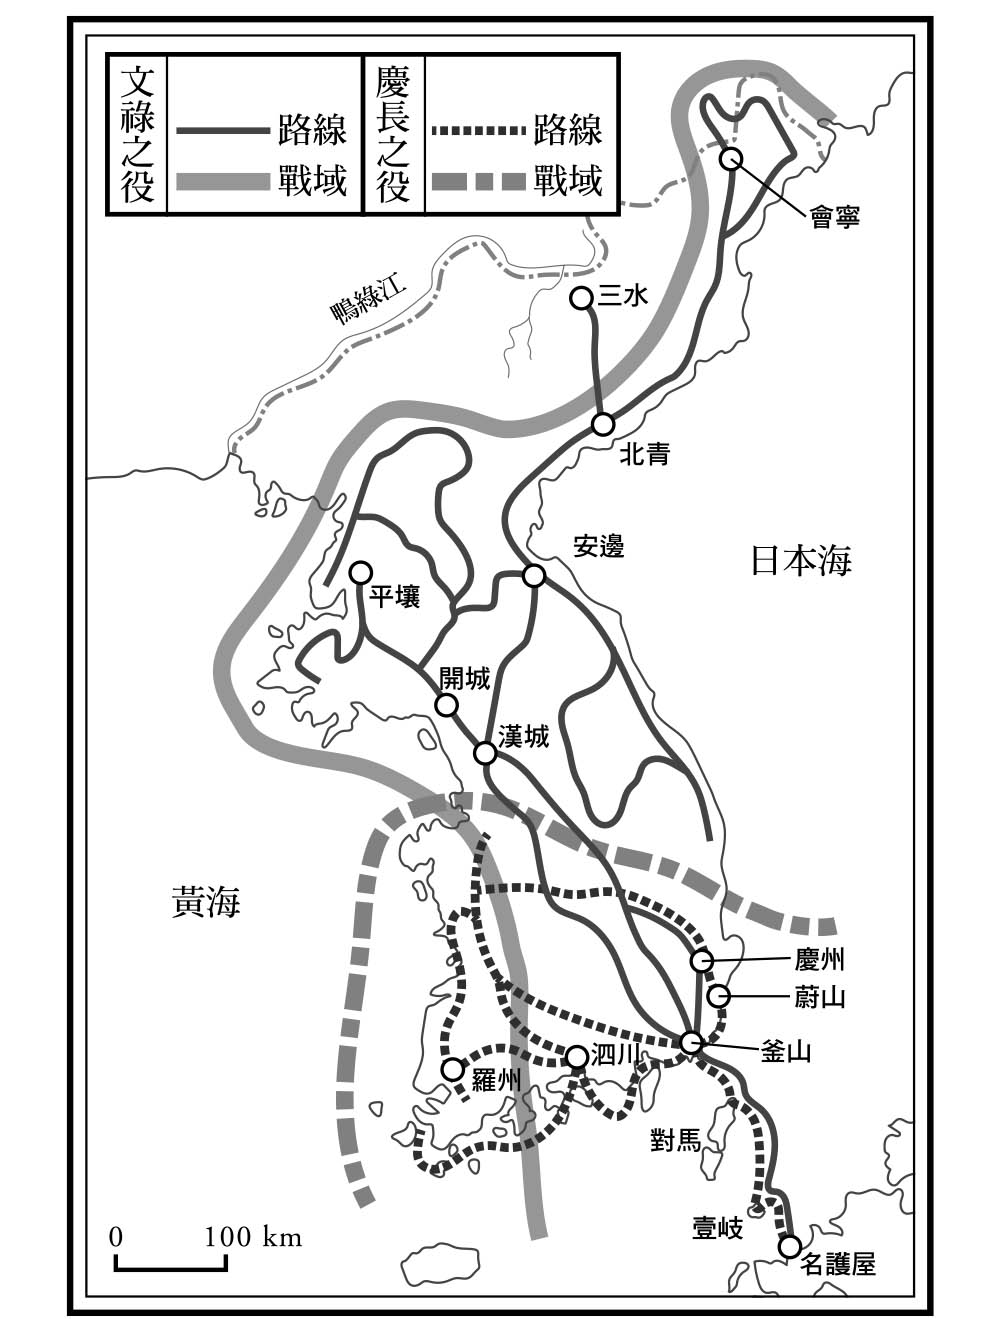 文祿之役
路線
戰域
慶長之役
路線
戰域
會寧
三水
鴨綠江
北青
安邊
日本海
平壤
開城
漢城
黃海
慶州
蔚山
釜山
泗川
羅州
對馬
壹岐
名護屋
0 100 km